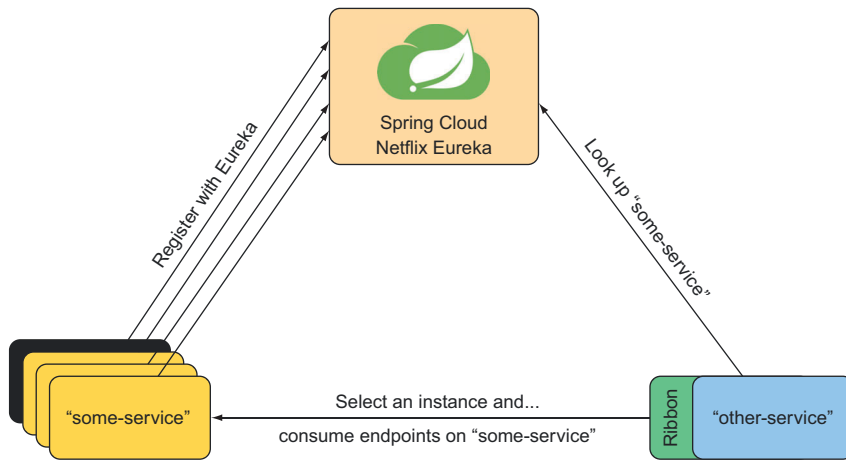 Spring Cloud
Netflix Eureka
Register with Eureka
Look up “some-service”
“some-service”
Select an instance and...
consume endpoints on “some-service”
Ribbon
“other-service”